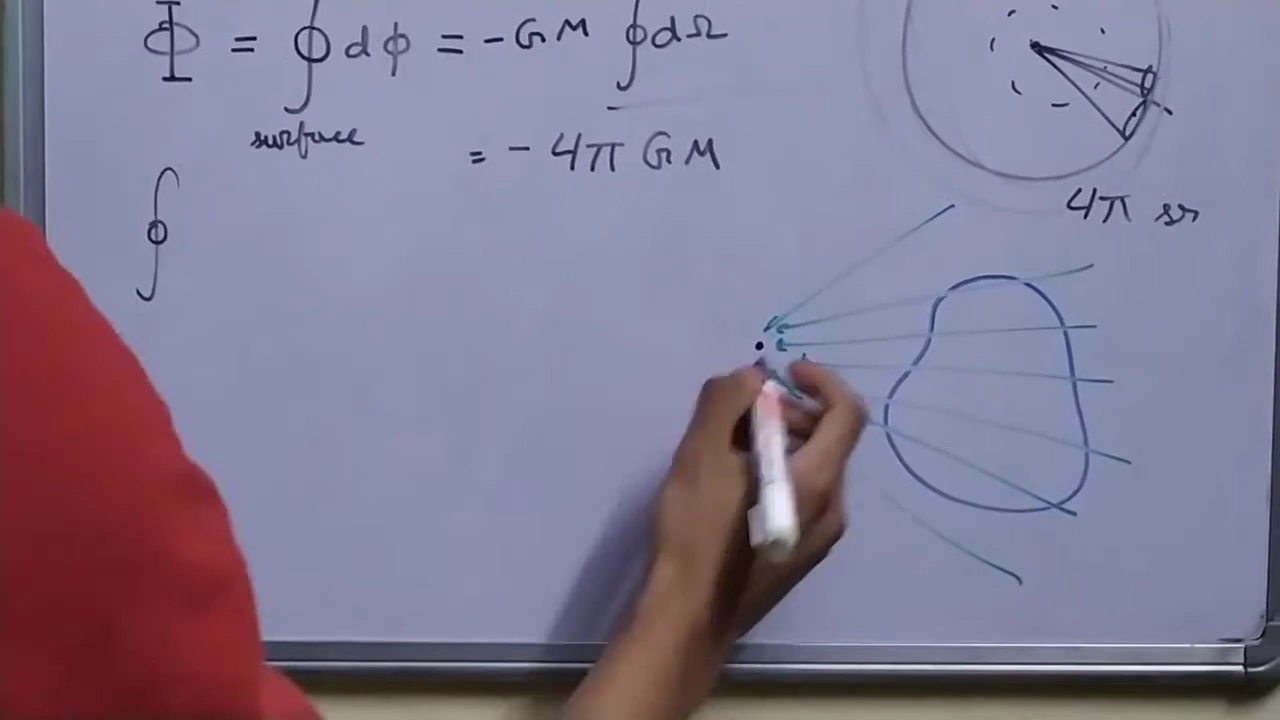 Φ = ∮ dϕ = -GM ∮ dΩ
surface
= - 4π GM
4π sr
∮